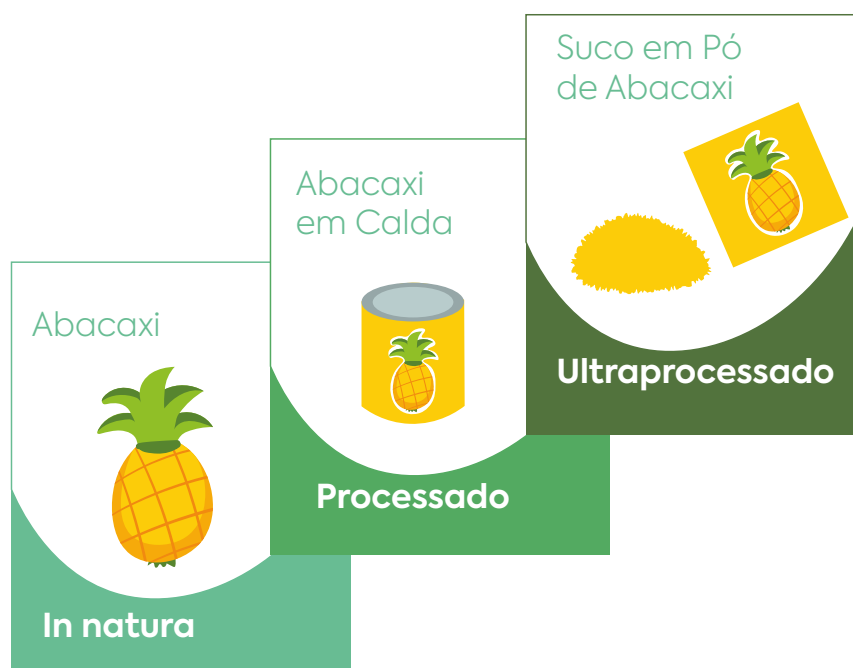 Abacaxi
In natura
Abacaxi
em Calda
Processado
Suco em Pó
de Abacaxi
Ultraprocessado